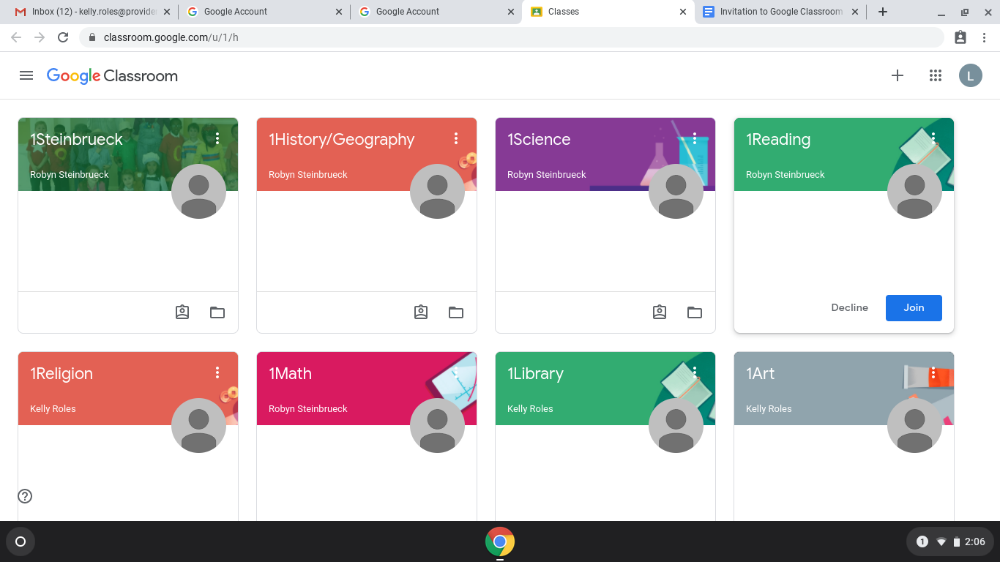 Inbox (12) - kelly.roles@provide
Google Account
Google Account
Classes
Invitation to Google Classroom
classroom.google.com/u/1/h
Google Classroom
L
1Steinbrueck
Robyn Steinbrueck
1History/Geography
Robyn Steinbrueck
1Science
Robyn Steinbrueck
1Reading
Robyn Steinbrueck
Decline
Join
1Religion
Kelly Roles
1Math
Robyn Steinbrueck
1Library
Kelly Roles
1Art
Kelly Roles
1
2:06